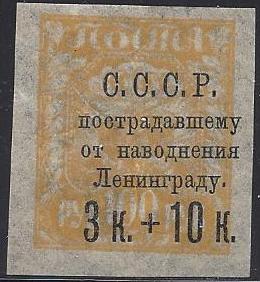 С.С.С.Р.
пострадавшему
от наводнения
Ленинграду.
3 к. + 10 к.